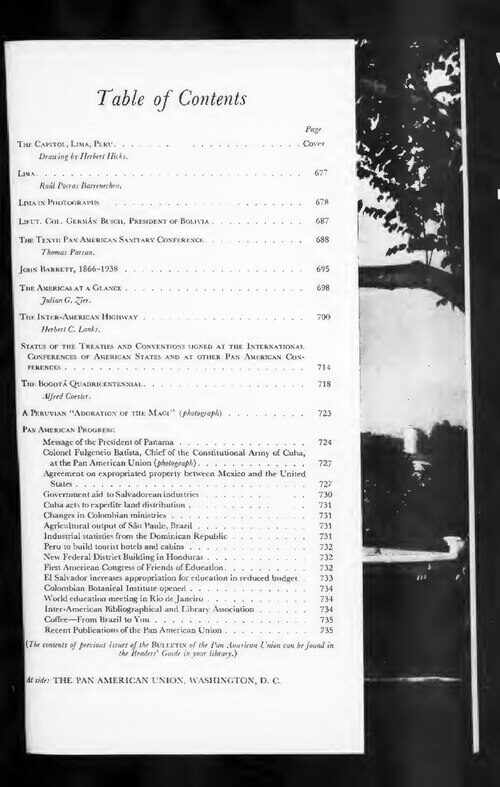 Table of Contents
Page
THE CAPITOL, LIMA, PERU . . . . . . . . . . . . . . . . . . . . Cover
Drawing by Herbert Hicks.
LIMA . . . . . . . . . . . . . . . . . . . . . . . . . . . . . . 677
Raúl Porras Barrenechea.
LIMA IN PHOTOGRAPHS . . . . . . . . . . . . . . . . . . . . . . 678
LIEUT. COL. GERMÁN BUSCH, PRESIDENT OF BOLIVIA . . . . . . . . . . 687
THE TENTH PAN AMERICAN SANITARY CONFERENCE . . . . . . . . . . . 688
Thomas Parran.
JOHN BARRETT, 1866–1938 . . . . . . . . . . . . . . . . . . . . 695
THE AMERICAS AT A GLANCE . . . . . . . . . . . . . . . . . . . . 698
Julian G. Zier.
THE INTER-AMERICAN HIGHWAY . . . . . . . . . . . . . . . . . . 700
Herbert C. Lanks.
STATUS OF THE TREATIES AND CONVENTIONS SIGNED AT THE INTERNATIONAL
CONFERENCES OF AMERICAN STATES AND AT OTHER PAN AMERICAN CON-
FERENCES . . . . . . . . . . . . . . . . . . . . . . . . . . . 714
THE BOGOTÁ QUADRICENTENNIAL . . . . . . . . . . . . . . . . . . 718
Alfred Coester.
A PERUVIAN "ADORATION OF THE MAGI" (photograph) . . . . . . . . . 723
PAN AMERICAN PROGRESS:
Message of the President of Panama . . . . . . . . . . . . . . 724
Colonel Fulgencio Batista, Chief of the Constitutional Army of Cuba,
at the Pan American Union (photograph) . . . . . . . . . . . . 727
Agreement on expropriated property between Mexico and the United
States . . . . . . . . . . . . . . . . . . . . . . . . . . . 727
Government aid to Salvadorean industries . . . . . . . . . . . 730
Cuba acts to expedite land distribution . . . . . . . . . . . . 731
Changes in Colombian ministries . . . . . . . . . . . . . . . 731
Agricultural output of São Paulo, Brazil . . . . . . . . . . . . 731
Industrial statistics from the Dominican Republic . . . . . . . . 731
Peru to build tourist hotels and cabins . . . . . . . . . . . . . 732
New Federal District Building in Honduras . . . . . . . . . . . 732
First American Congress of Friends of Education . . . . . . . . . 732
El Salvador increases appropriation for education in reduced budget . 733
Colombian Botanical Institute opened . . . . . . . . . . . . . 734
World education meeting in Rio de Janeiro . . . . . . . . . . . 734
Inter-American Bibliographical and Library Association . . . . . . 734
Coffee—From Brazil to You . . . . . . . . . . . . . . . . . . 735
Recent Publications of the Pan American Union . . . . . . . . . 735
(The contents of previous issues of the BULLETIN of the Pan American Union can be found in
the Readers' Guide in your library.)
At side: THE PAN AMERICAN UNION, WASHINGTON, D. C.